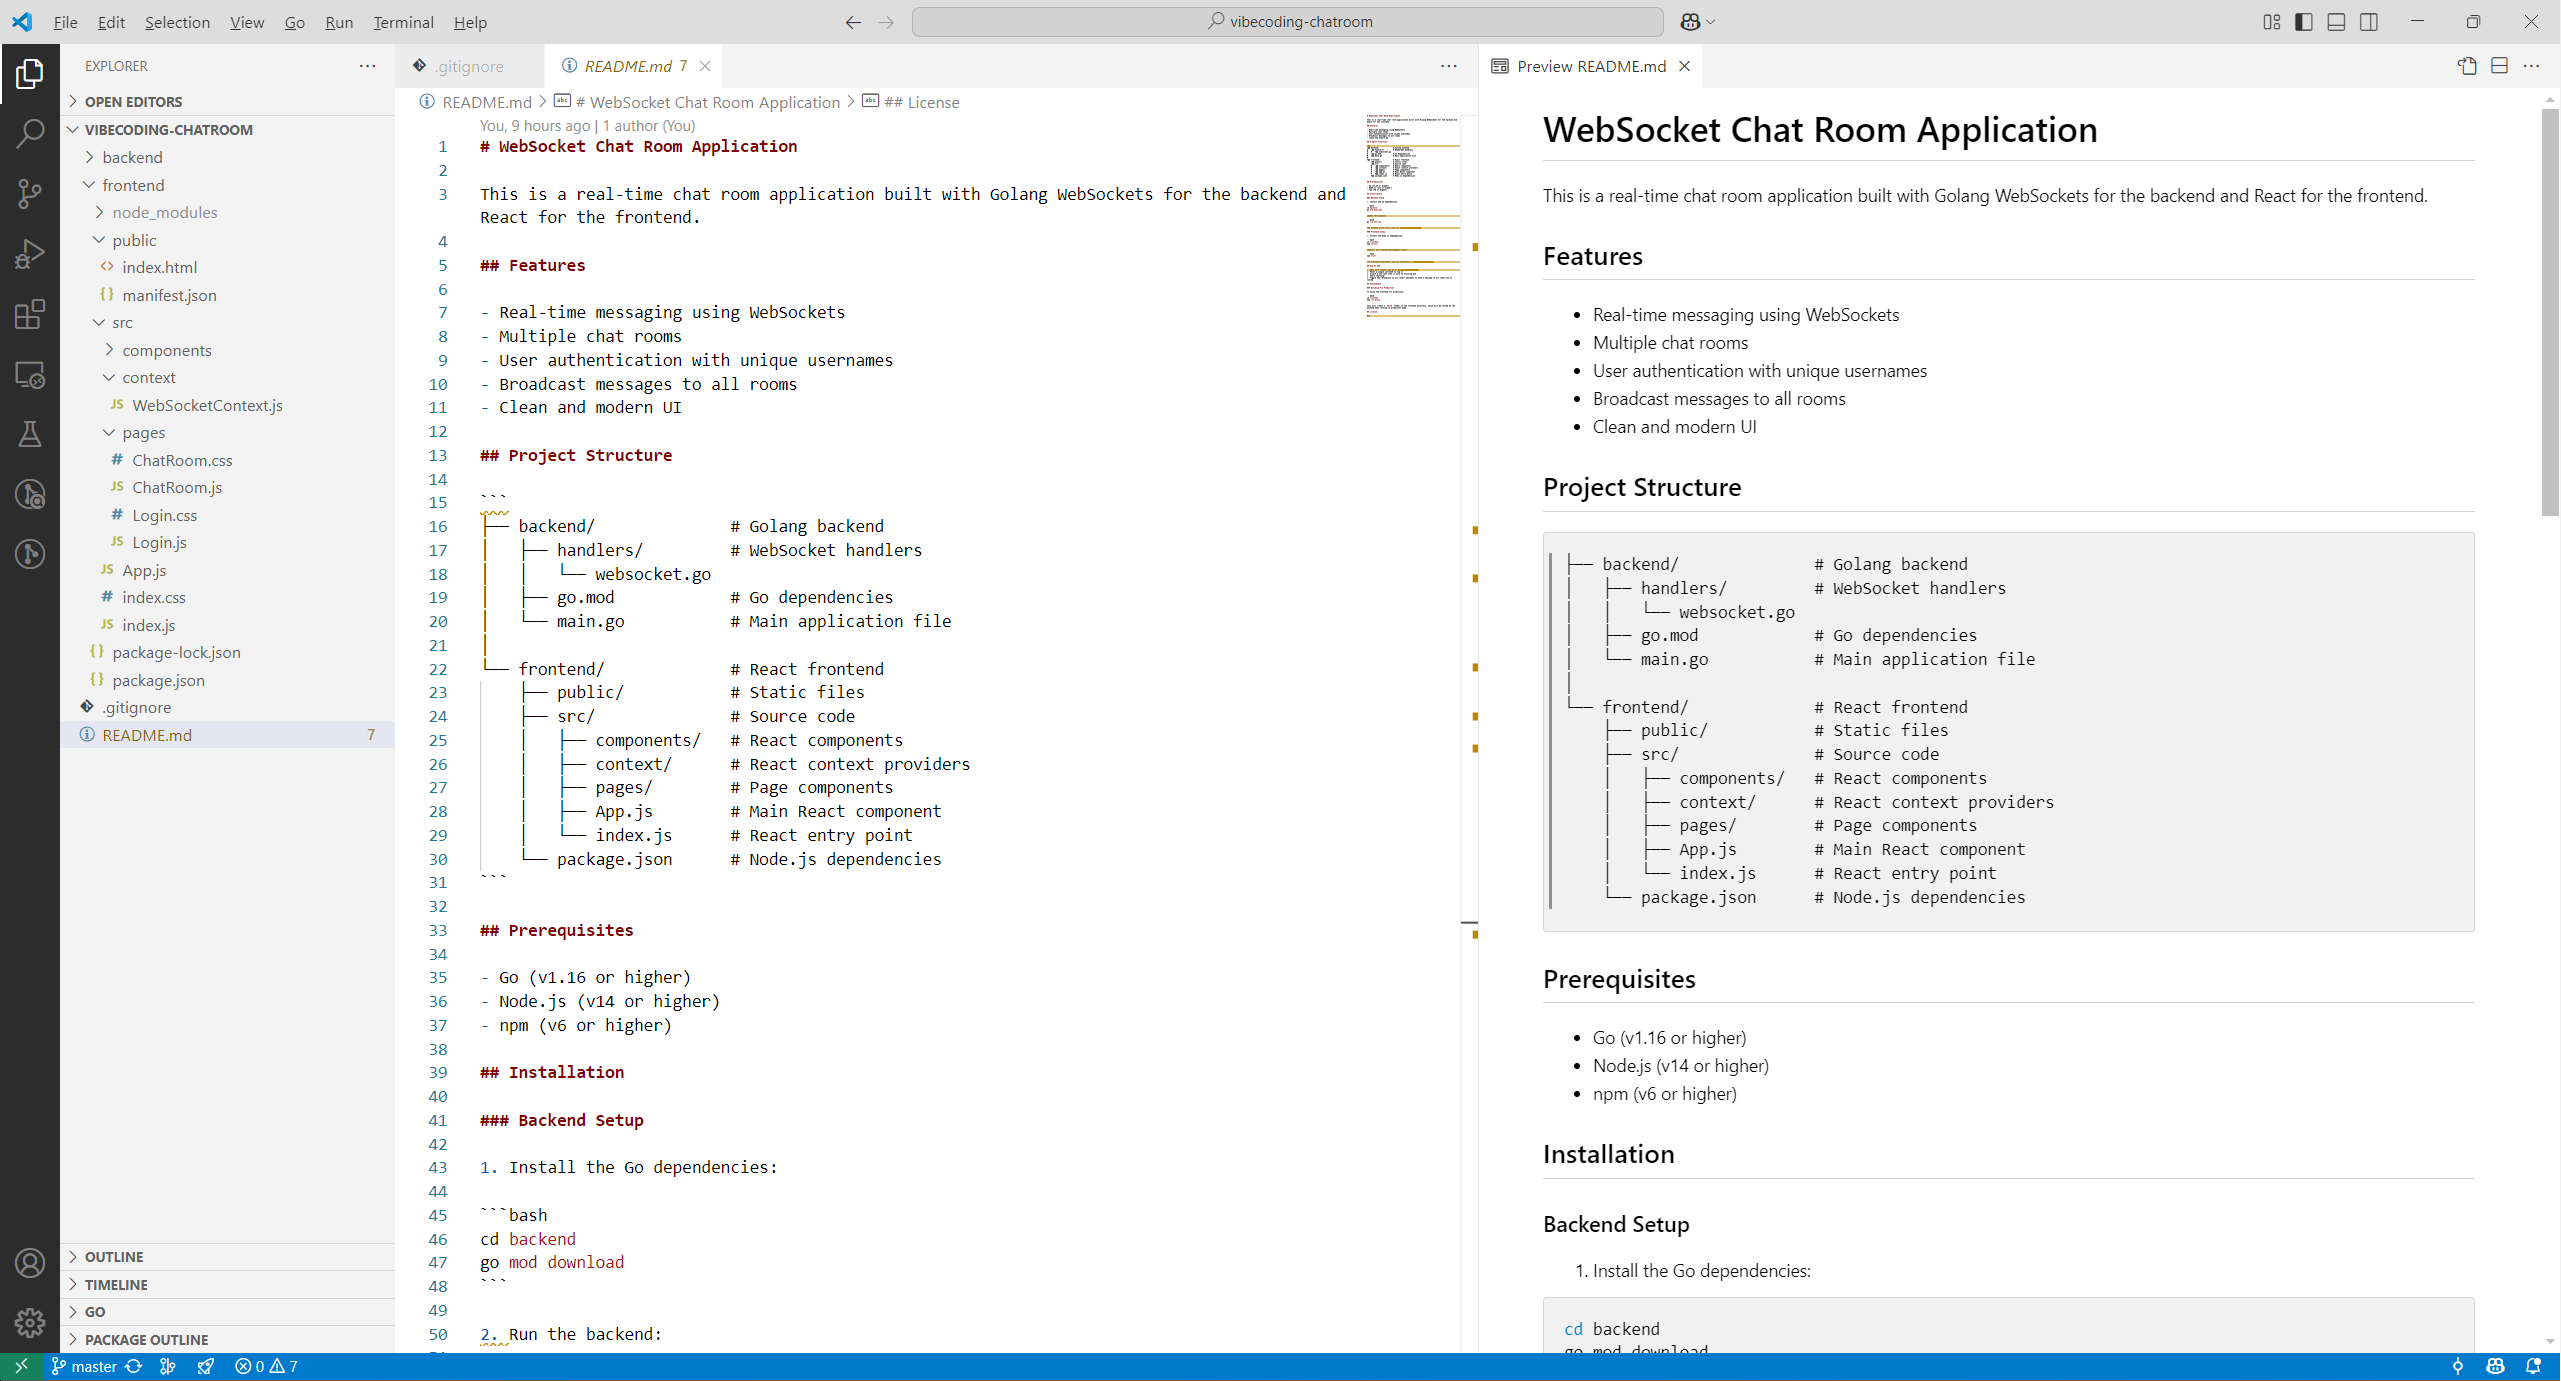 File Edit Selection View Go Run Terminal Help
vibecoding-chatroom
EXPLORER
OPEN EDITORS
VIBECODING-CHATROOM
backend
frontend
node_modules
public
index.html
manifest.json
src
components
context
WebSocketContext.js
pages
ChatRoom.css
ChatRoom.js
Login.css
Login.js
App.js
index.css
index.js
package-lock.json
package.json
.gitignore
README.md 7
OUTLINE
TIMELINE
GO
PACKAGE OUTLINE
.gitignore
README.md 7
README.md > # WebSocket Chat Room Application > ## License
You, 9 hours ago | 1 author (You)
1 # WebSocket Chat Room Application
2
3 This is a real-time chat room application built with Golang WebSockets for the backend and
React for the frontend.
4
5 ## Features
6
7 - Real-time messaging using WebSockets
8 - Multiple chat rooms
9 - User authentication with unique usernames
10 - Broadcast messages to all rooms
11 - Clean and modern UI
12
13 ## Project Structure
14
15 ```
16 ├── backend/ # Golang backend
17 │ ├── handlers/ # WebSocket handlers
18 │ │ └── websocket.go
19 │ ├── go.mod # Go dependencies
20 │ └── main.go # Main application file
21 │
22 └── frontend/ # React frontend
23 ├── public/ # Static files
24 ├── src/ # Source code
25 │ ├── components/ # React components
26 │ ├── context/ # React context providers
27 │ ├── pages/ # Page components
28 │ ├── App.js # Main React component
29 │ └── index.js # React entry point
30 └── package.json # Node.js dependencies
31 ```
32
33 ## Prerequisites
34
35 - Go (v1.16 or higher)
36 - Node.js (v14 or higher)
37 - npm (v6 or higher)
38
39 ## Installation
40
41 ### Backend Setup
42
43 1. Install the Go dependencies:
44
45 ```bash
46 cd backend
47 go mod download
48 ```
49
50 2. Run the backend:
Preview README.md
WebSocket Chat Room Application
This is a real-time chat room application built with Golang WebSockets for the backend and React for the frontend.
Features
• Real-time messaging using WebSockets
• Multiple chat rooms
• User authentication with unique usernames
• Broadcast messages to all rooms
• Clean and modern UI
Project Structure
├── backend/ # Golang backend
│ ├── handlers/ # WebSocket handlers
│ │ └── websocket.go
│ ├── go.mod # Go dependencies
│ └── main.go # Main application file
│
└── frontend/ # React frontend
├── public/ # Static files
├── src/ # Source code
│ ├── components/ # React components
│ ├── context/ # React context providers
│ ├── pages/ # Page components
│ ├── App.js # Main React component
│ └── index.js # React entry point
└── package.json # Node.js dependencies
Prerequisites
• Go (v1.16 or higher)
• Node.js (v14 or higher)
• npm (v6 or higher)
Installation
Backend Setup
1. Install the Go dependencies:
cd backend
go mod download
master 0 7